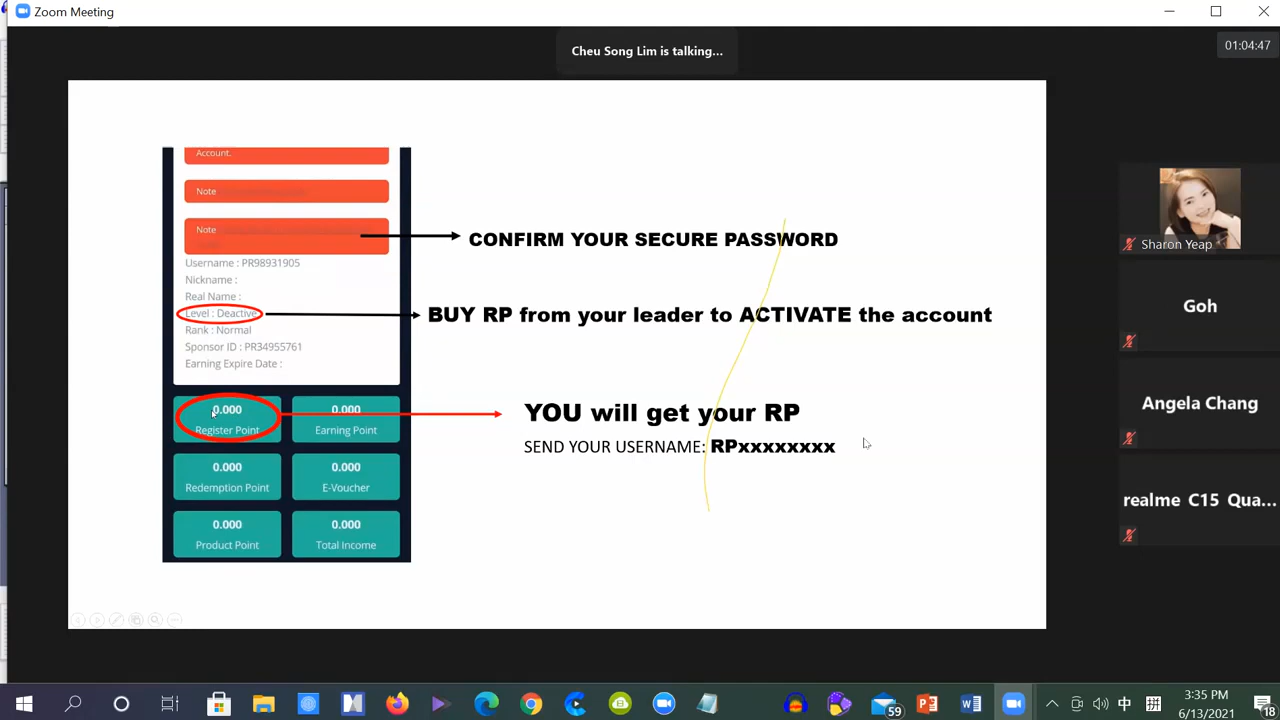 Zoom Meeting
Cheu Song Lim is talking...
01:04:47
Account.
Note
Note
CONFIRM YOUR SECURE PASSWORD
Username : PR98931905
Nickname :
Real Name :
Level : Deactive
BUY RP from your leader to ACTIVATE the account
Rank : Normal
Sponsor ID : PR34955761
Earning Expire Date :
0.000
Register Point
0.000
Earning Point
YOU will get your RP
SEND YOUR USERNAME: RPxxxxxxxx
0.000
Redemption Point
0.000
E-Voucher
0.000
Product Point
0.000
Total Income
Sharon Yeap
Goh
Angela Chang
realme C15 Qua...
59
中
拼
3:35 PM
6/13/2021
18